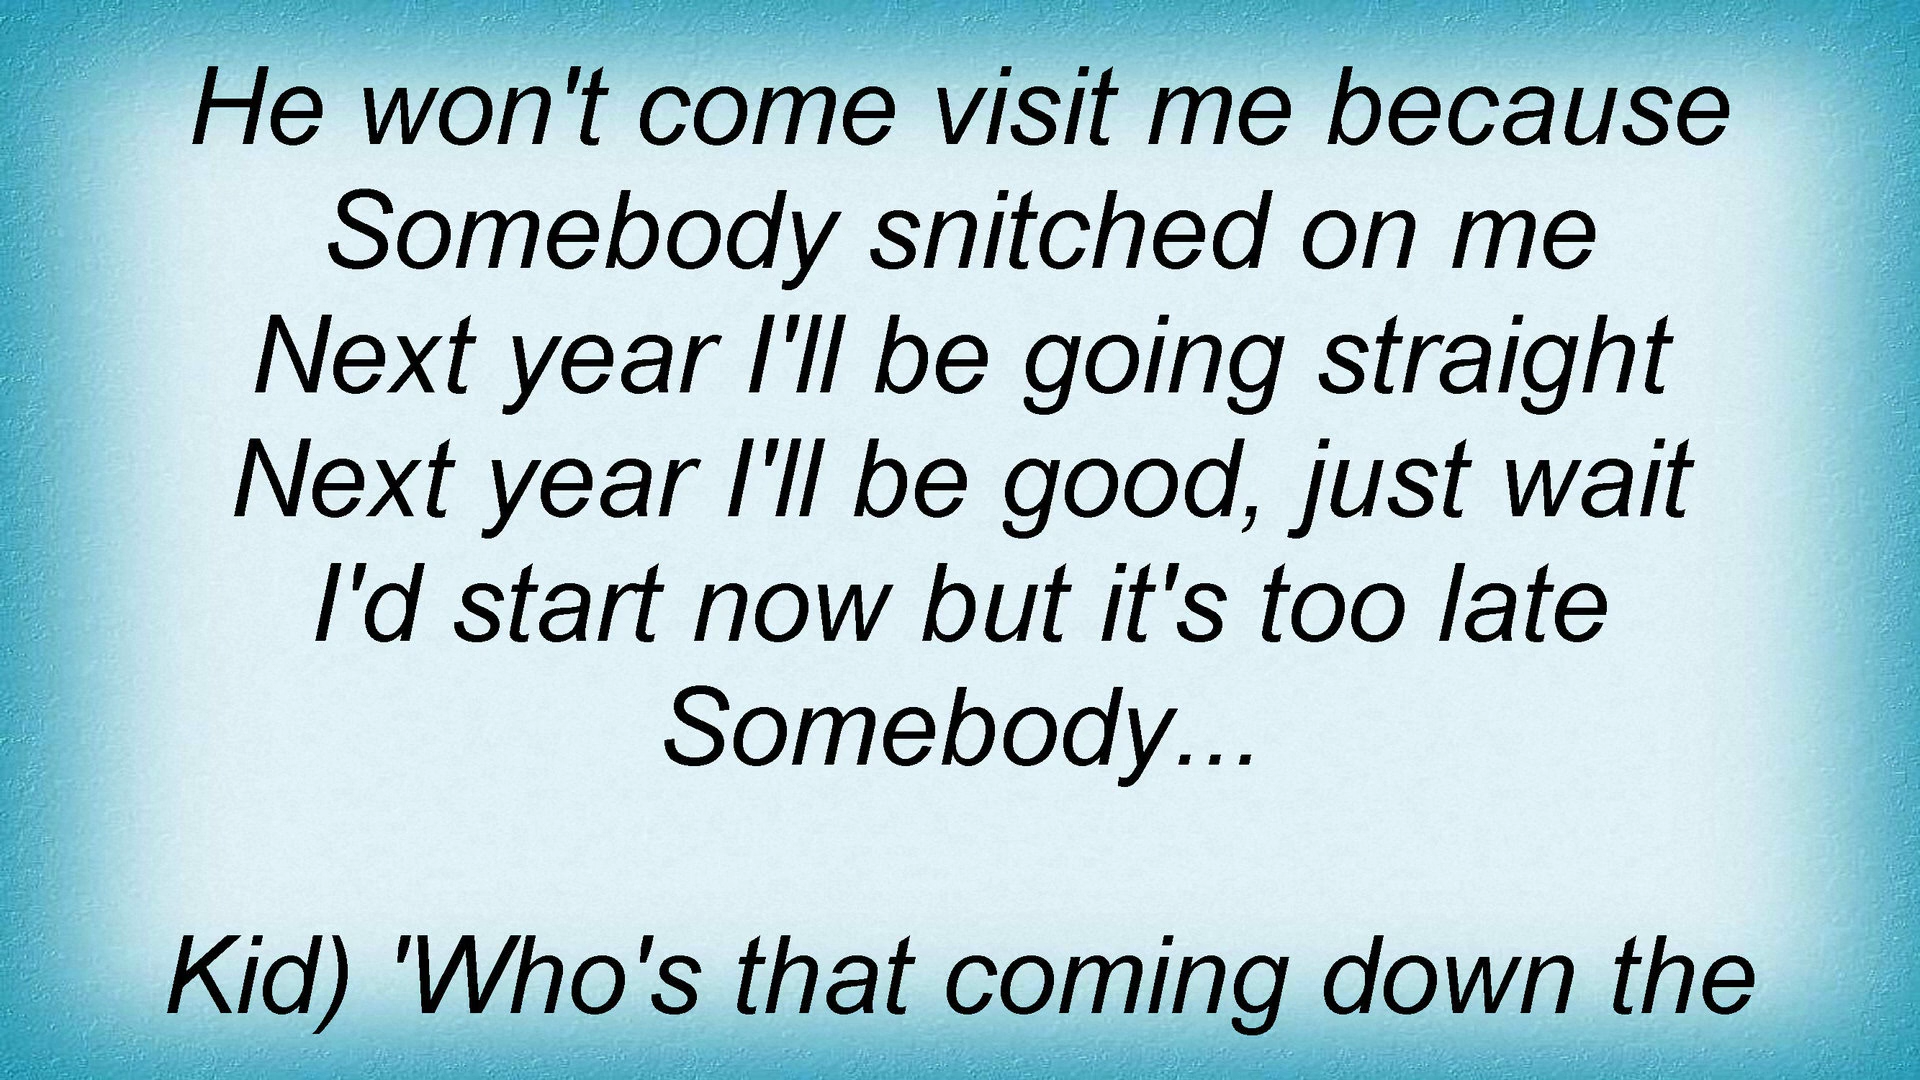 He won't come visit me because
Somebody snitched on me
Next year I'll be going straight
Next year I'll be good, just wait
I'd start now but it's too late
Somebody...
Kid) 'Who's that coming down the